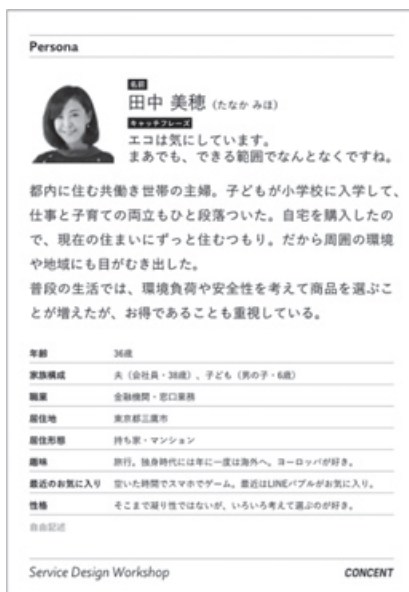 Persona
名前
田中 美穂 (たなか みほ)
キャッチフレーズ
エコは気にしています。
まあでも、できる範囲でなんとなくですね。
都内に住む共働き世帯の主婦。子どもが小学校に入学して、
仕事と子育ての両立もひと段落ついた。自宅を購入したの
で、現在の住まいにずっと住むつもり。だから周囲の環境
や地域にも目がむき出した。
普段の生活では、環境負荷や安全性を考えて商品を選ぶこ
とが増えたが、お得であることも重視している。
年齢 36歳
家族構成 夫（会社員・38歳）、子ども（男の子・6歳）
職業 金融機関・窓口業務
居住地 東京都三鷹市
居住形態 持ち家・マンション
趣味 旅行。独身時代には年に一度は海外へ。ヨーロッパが好き。
最近のお気に入り 空いた時間でスマホでゲーム。最近はLINEバブルがお気に入り。
性格 そこまで凝り性ではないが、いろいろ考えて選ぶのが好き。
自由記述
Service Design Workshop CONCENT